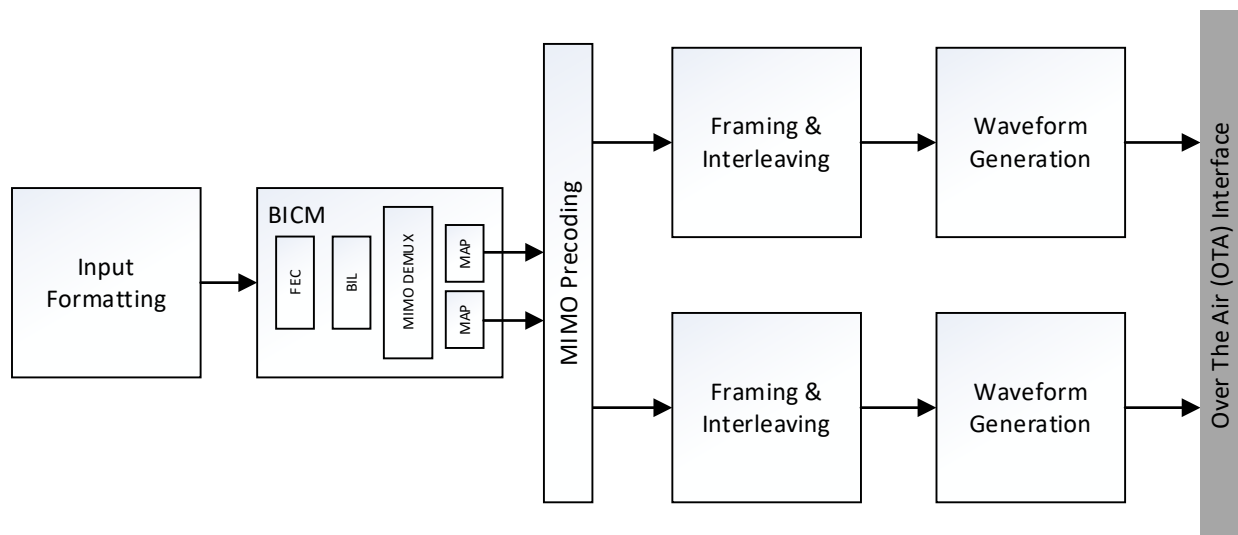 Input
Formatting
BICM
FEC
BIL
MIMO DEMUX
MAP
MAP
MIMO Precoding
Framing &
Interleaving
Waveform
Generation
Framing &
Interleaving
Waveform
Generation
Over The Air (OTA) Interface